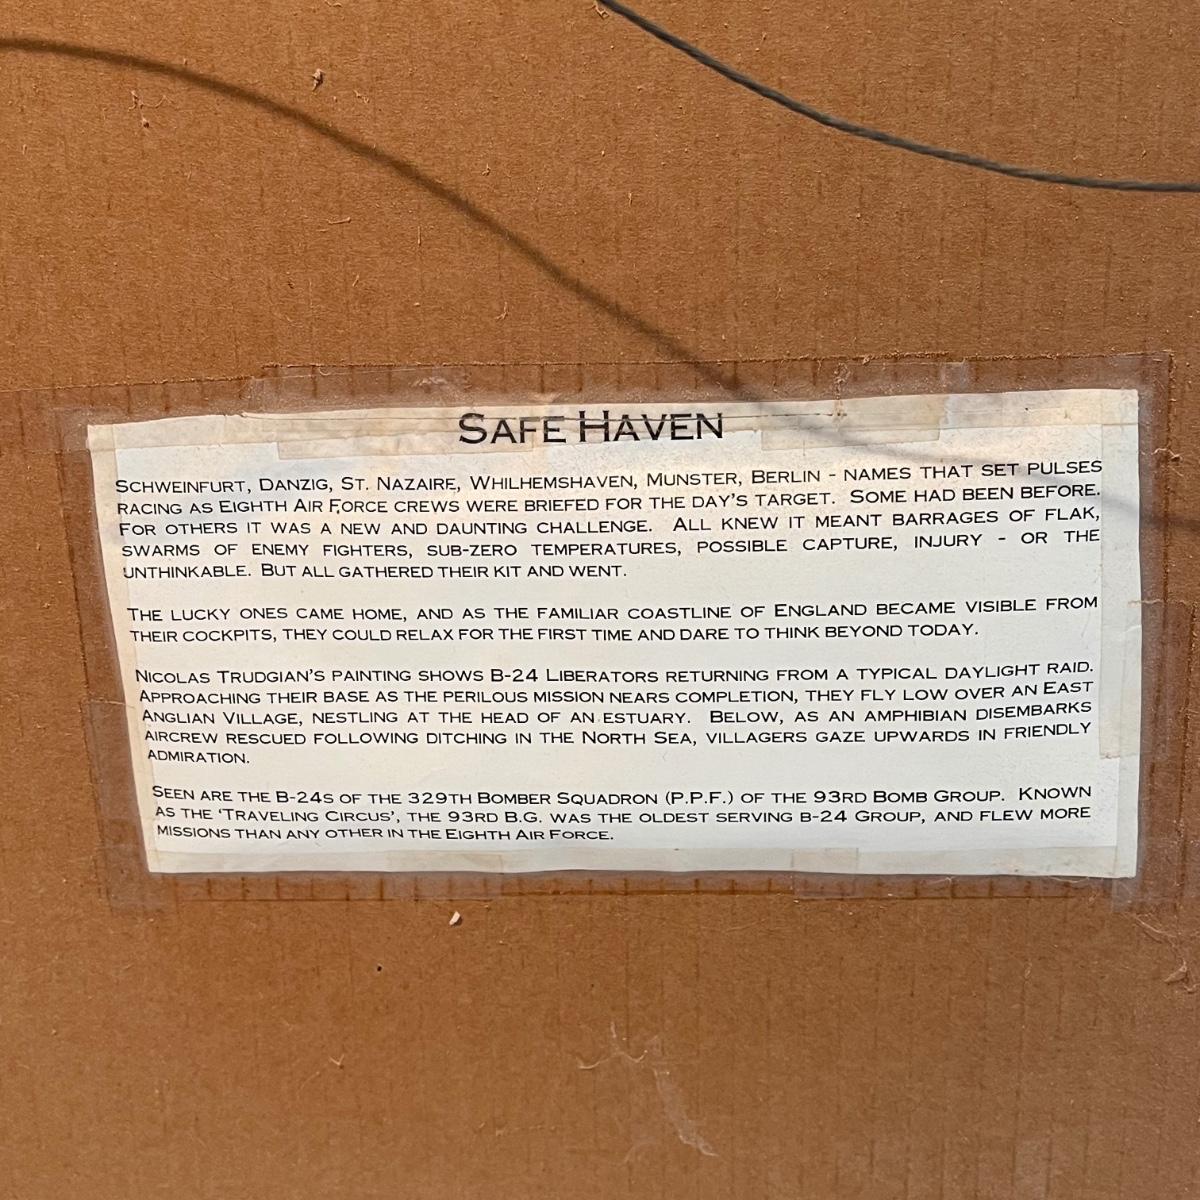 SAFE HAVEN
SCHWEINFURT, DANZIG, ST. NAZAIRE, WHILHEMSHAVEN, MUNSTER, BERLIN - NAMES THAT SET PULSES
RACING AS EIGHTH AIR FORCE CREWS WERE BRIEFED FOR THE DAY'S TARGET. SOME HAD BEEN BEFORE.
FOR OTHERS IT WAS A NEW AND DAUNTING CHALLENGE. ALL KNEW IT MEANT BARRAGES OF FLAK,
SWARMS OF ENEMY FIGHTERS, SUB-ZERO TEMPERATURES, POSSIBLE CAPTURE, INJURY - OR THE
UNTHINKABLE. BUT ALL GATHERED THEIR KIT AND WENT.
THE LUCKY ONES CAME HOME, AND AS THE FAMILIAR COASTLINE OF ENGLAND BECAME VISIBLE FROM
THEIR COCKPITS, THEY COULD RELAX FOR THE FIRST TIME AND DARE TO THINK BEYOND TODAY.
NICOLAS TRUDGIAN'S PAINTING SHOWS B-24 LIBERATORS RETURNING FROM A TYPICAL DAYLIGHT RAID.
APPROACHING THEIR BASE AS THE PERILOUS MISSION NEARS COMPLETION, THEY FLY LOW OVER AN EAST
ANGLIAN VILLAGE, NESTLING AT THE HEAD OF AN ESTUARY. BELOW, AS AN AMPHIBIAN DISEMBARKS
AIRCREW RESCUED FOLLOWING DITCHING IN THE NORTH SEA, VILLAGERS GAZE UPWARDS IN FRIENDLY
ADMIRATION.
SEEN ARE THE B-24S OF THE 329TH BOMBER SQUADRON (P.P.F.) OF THE 93RD BOMB GROUP. KNOWN
AS THE 'TRAVELING CIRCUS', THE 93RD B.G. WAS THE OLDEST SERVING B-24 GROUP, AND FLEW MORE
MISSIONS THAN ANY OTHER IN THE EIGHTH AIR FORCE.